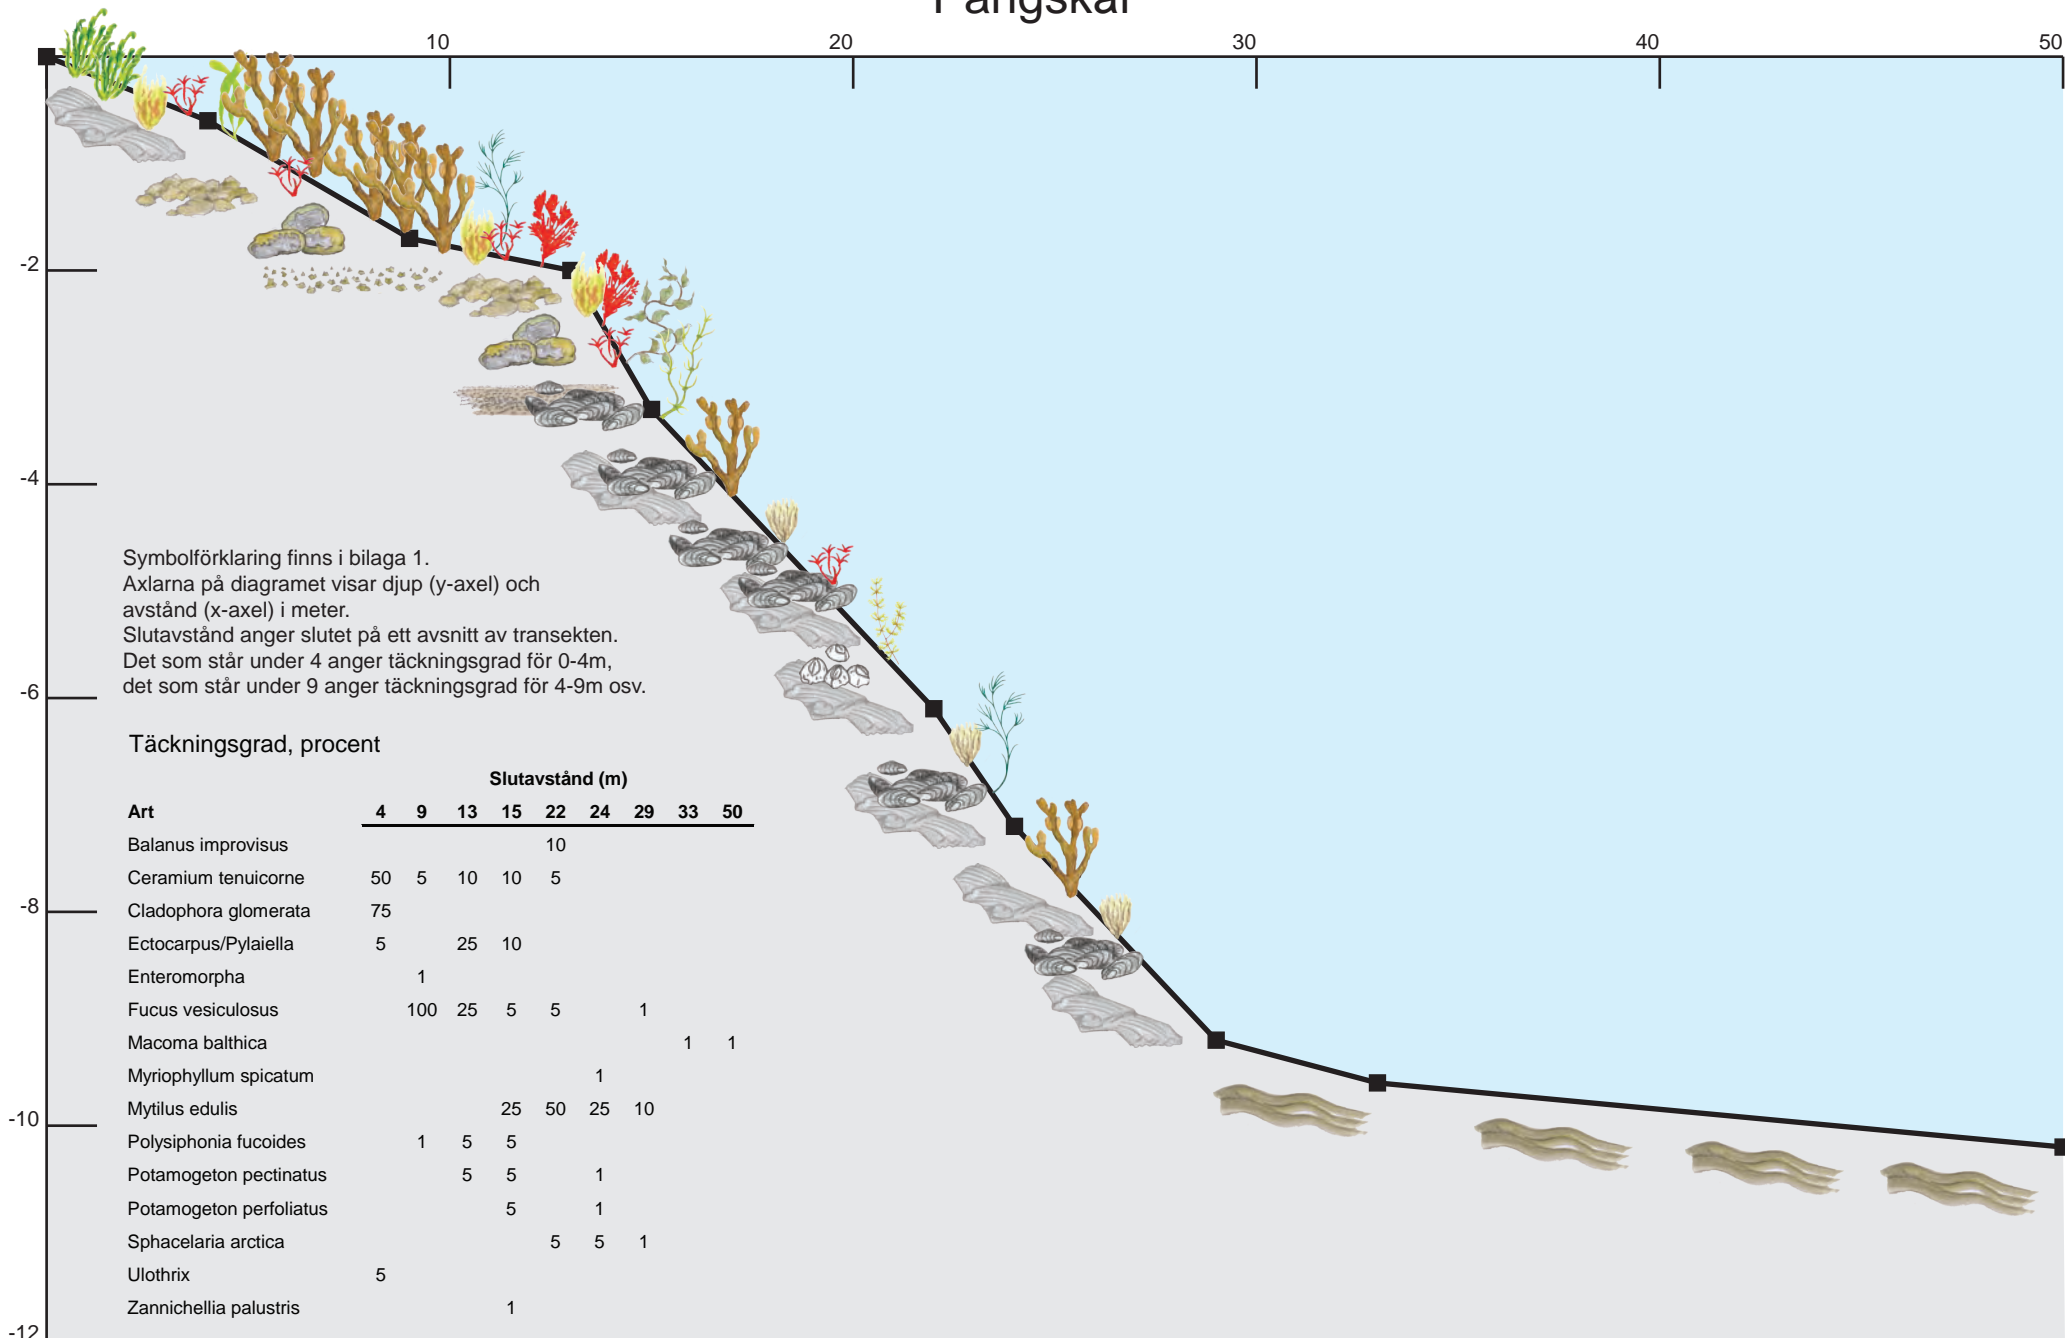 10 20 30 40 50
-2
-4
-6
-8
-10
-12
Symbolförklaring finns i bilaga 1.
Axlarna på diagramet visar djup (y-axel) och
avstånd (x-axel) i meter.
Slutavstånd anger slutet på ett avsnitt av transekten.
Det som står under 4 anger täckningsgrad för 0-4m,
det som står under 9 anger täckningsgrad för 4-9m osv.
Täckningsgrad, procent
Slutavstånd (m)
Art 4 9 13 15 22 24 29 33 50
Balanus improvisus 10
Ceramium tenuicorne 50 5 10 10 5
Cladophora glomerata 75
Ectocarpus/Pylaiella 5 25 10
Enteromorpha 1
Fucus vesiculosus 100 25 5 5 1
Macoma balthica 1 1
Myriophyllum spicatum 1
Mytilus edulis 25 50 25 10
Polysiphonia fucoides 1 5 5
Potamogeton pectinatus 5 5 1
Potamogeton perfoliatus 5 1
Sphacelaria arctica 5 5 1
Ulothrix 5
Zannichellia palustris 1